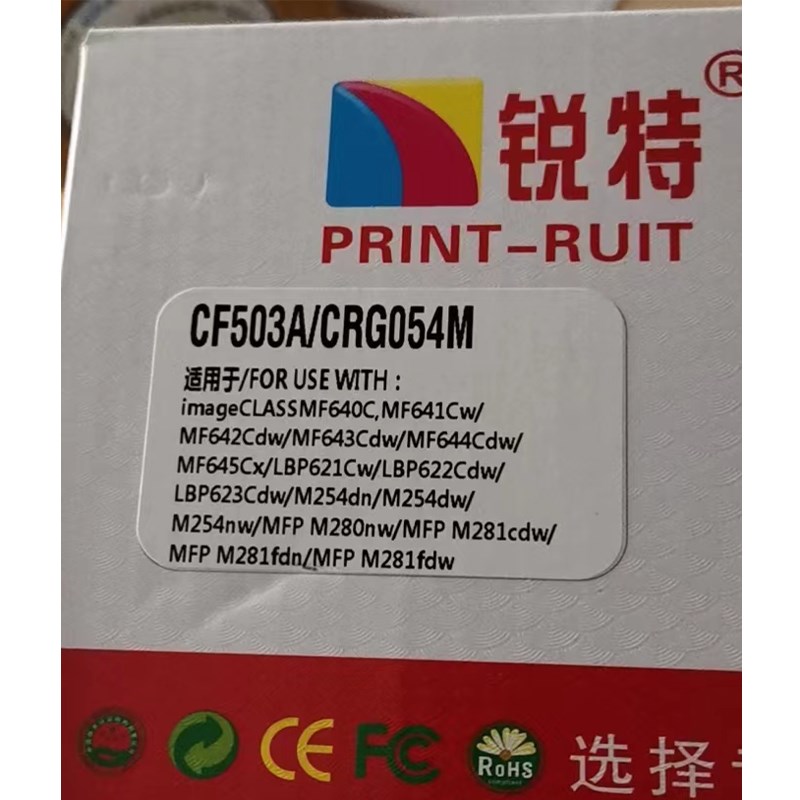 锐特®
PRINT-RUIT
CF503A/CRG054M
适用于/FOR USE WITH：
imageCLASSMF640C,MF641Cw/
MF642Cdw/MF643Cdw/MF644Cdw/
MF645Cx/LBP621Cw/LBP622Cdw/
LBP623Cdw/M254dn/M254dw/
M254nw/MFP M280nw/MFP M281cdw/
MFP M281fdn/MFP M281fdw
CE FC RoHS
compliant
选择